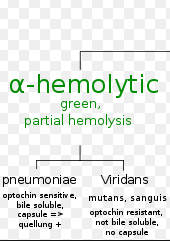 α-hemolytic
green,
partial hemolysis
pneumoniae
optochin sensitive,
bile soluble,
capsule =>
quellung +
Viridans
mutans, sanguis
optochin resistant,
not bile soluble,
no capsule